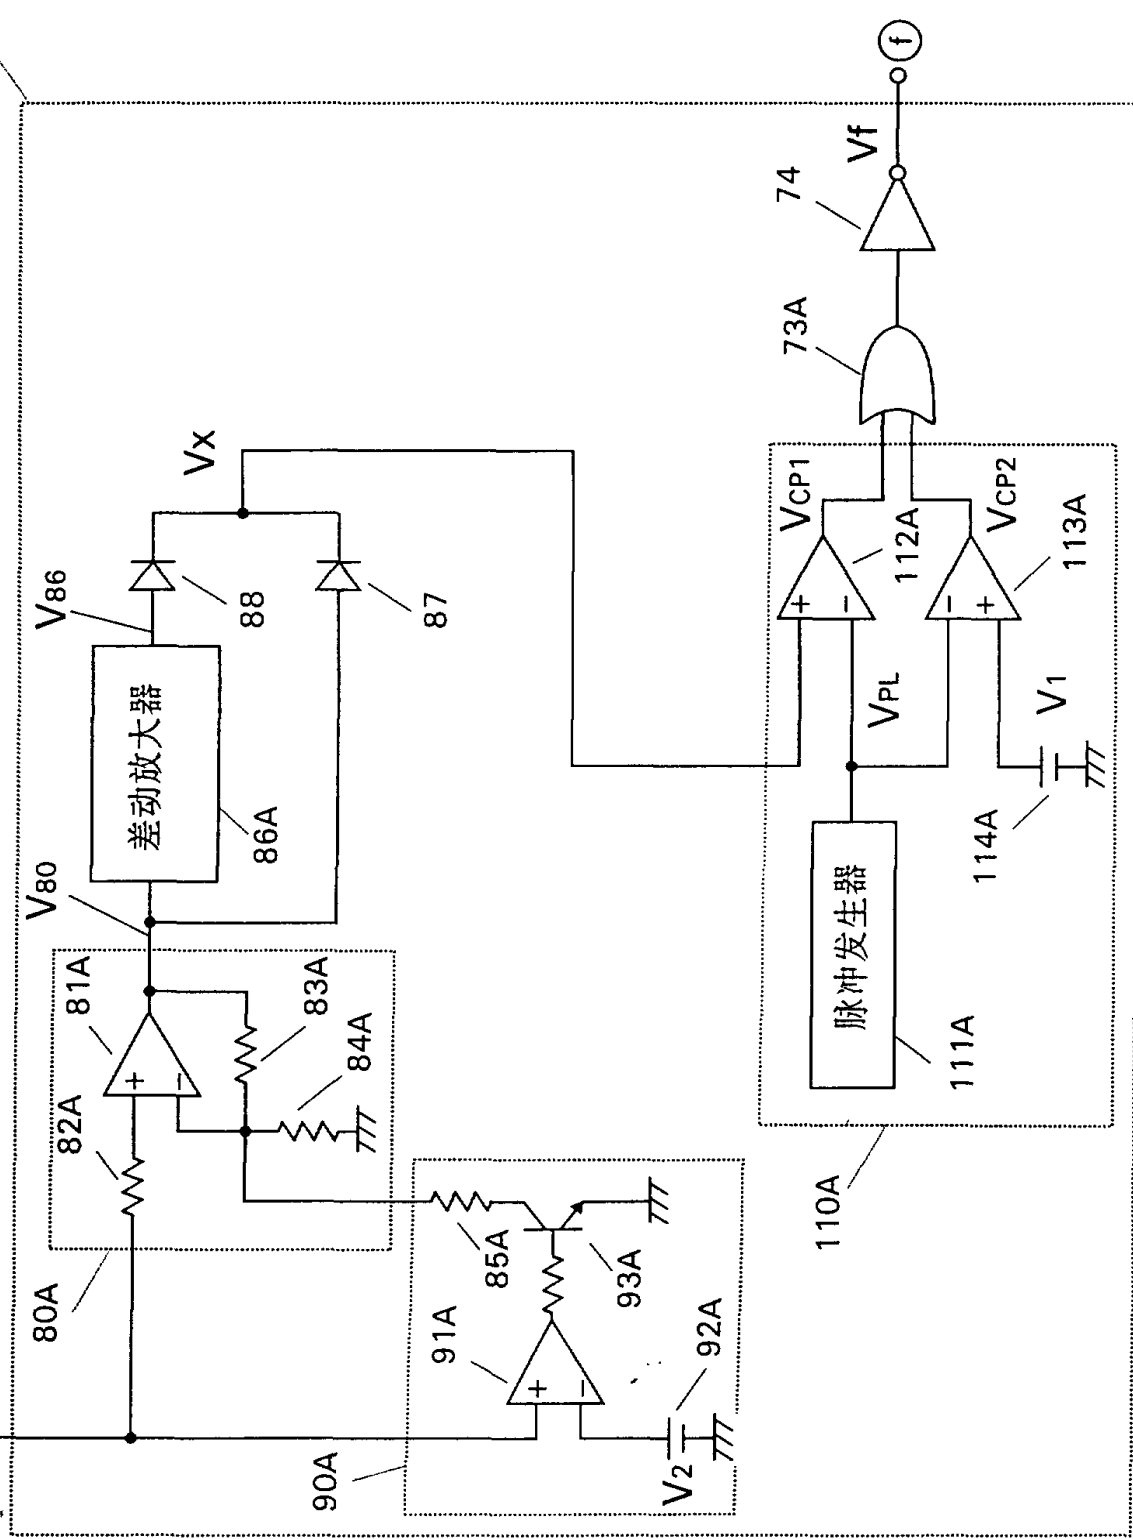 80A
82A
81A
V80
差动放大器
86A
V86
88
87
Vx
83A
84A
+
−
90A
V2
92A
91A
+
−
85A
93A
110A
脉冲发生器
111A
VPL
114A
V1
+
−
−
+
VCP1
112A
VCP2
113A
73A
74
Vf
f